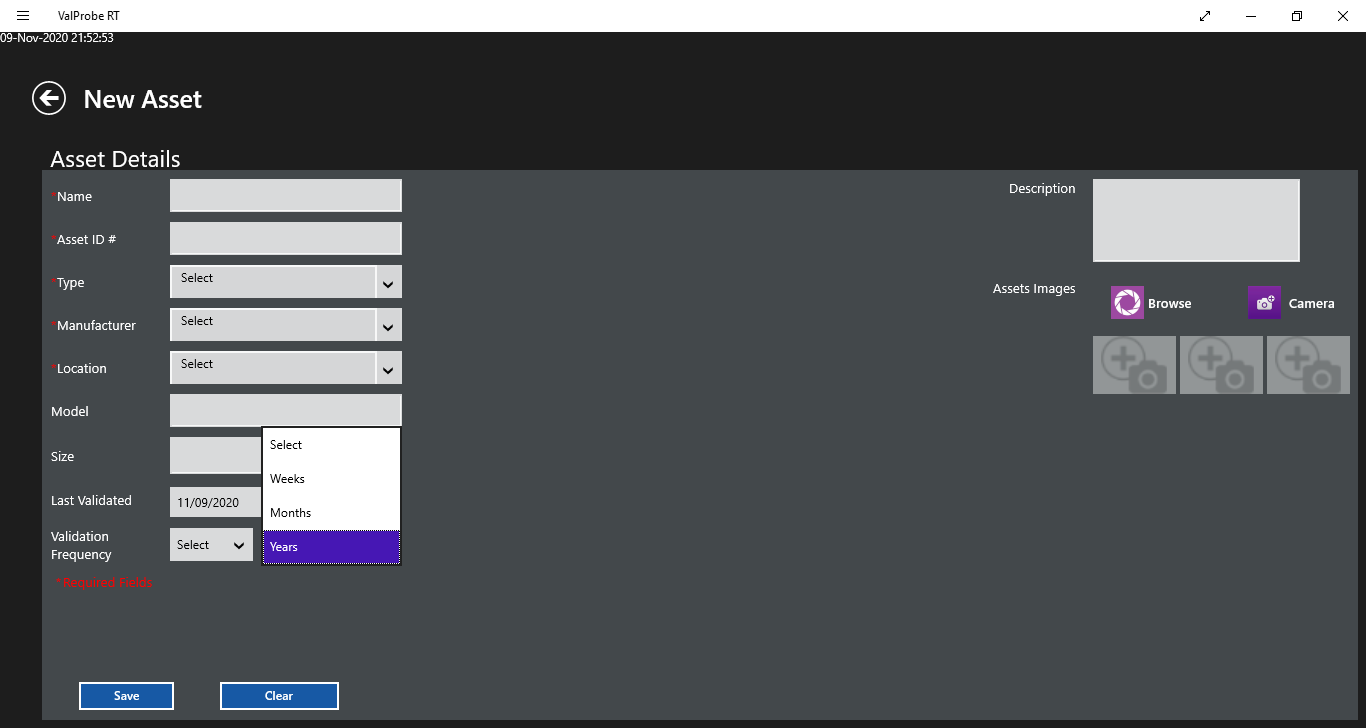 ValProbe RT
09-Nov-2020 21:52:53
New Asset
Asset Details
*Name
*Asset ID #
*Type
Select
*Manufacturer
Select
*Location
Select
Model
Size
Last Validated
11/09/2020
Validation
Frequency
Select
Select
Weeks
Months
Years
*Required Fields
Description
Assets Images
Browse
Camera
Save
Clear